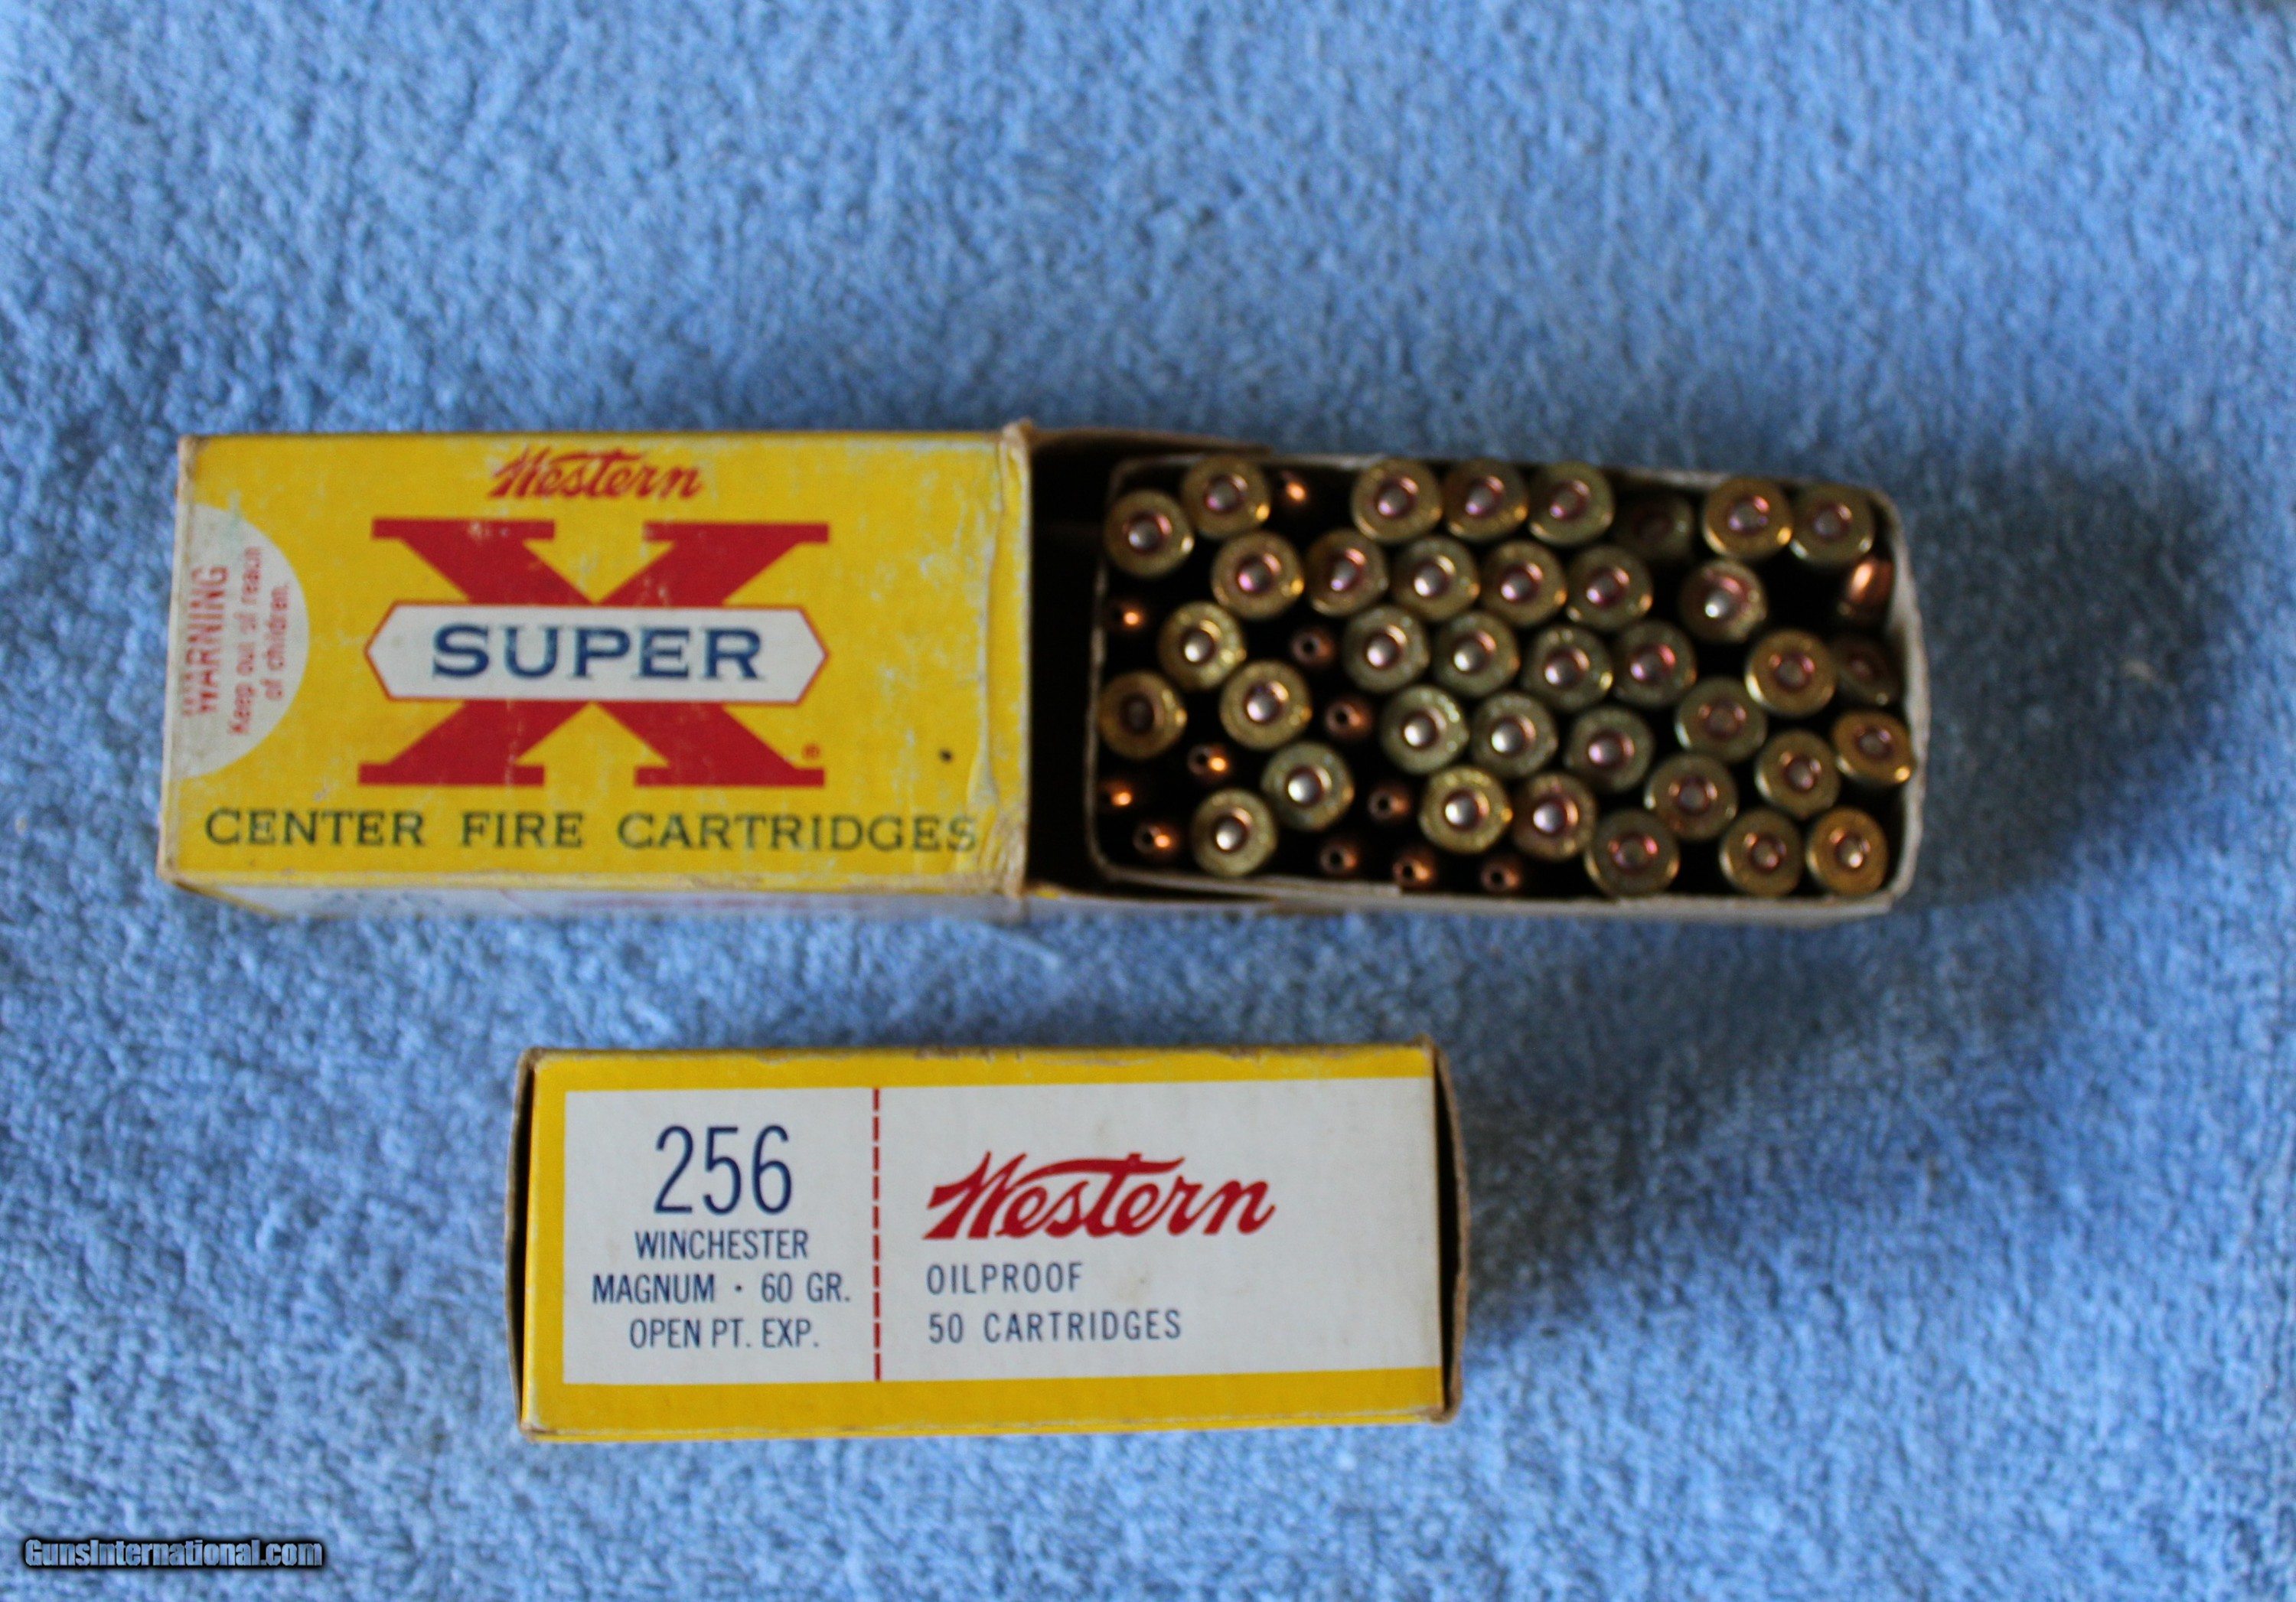 Western
X
SUPER
®
CENTER FIRE CARTRIDGES
WARNING
Keep out of reach
of children.
256
WINCHESTER
MAGNUM · 60 GR.
OPEN PT. EXP.
Western
OILPROOF
50 CARTRIDGES
GunsInternational.com